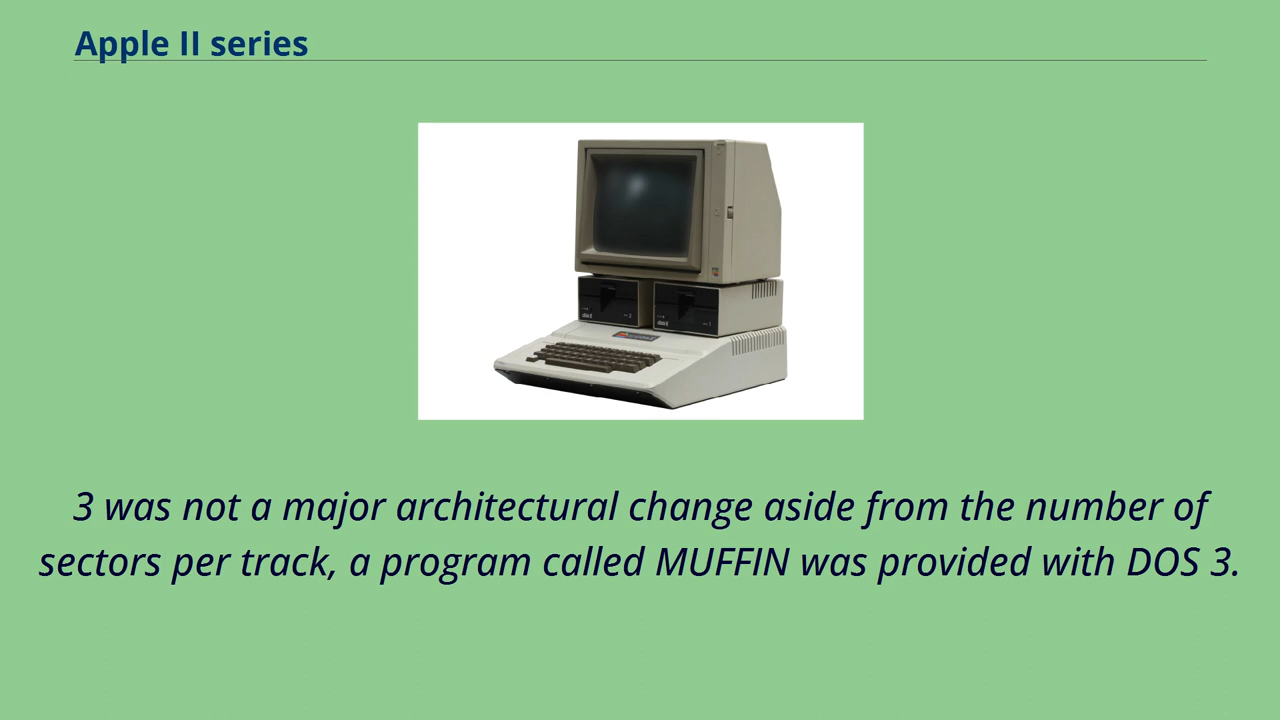 Apple II series
3 was not a major architectural change aside from the number of
sectors per track, a program called MUFFIN was provided with DOS 3.